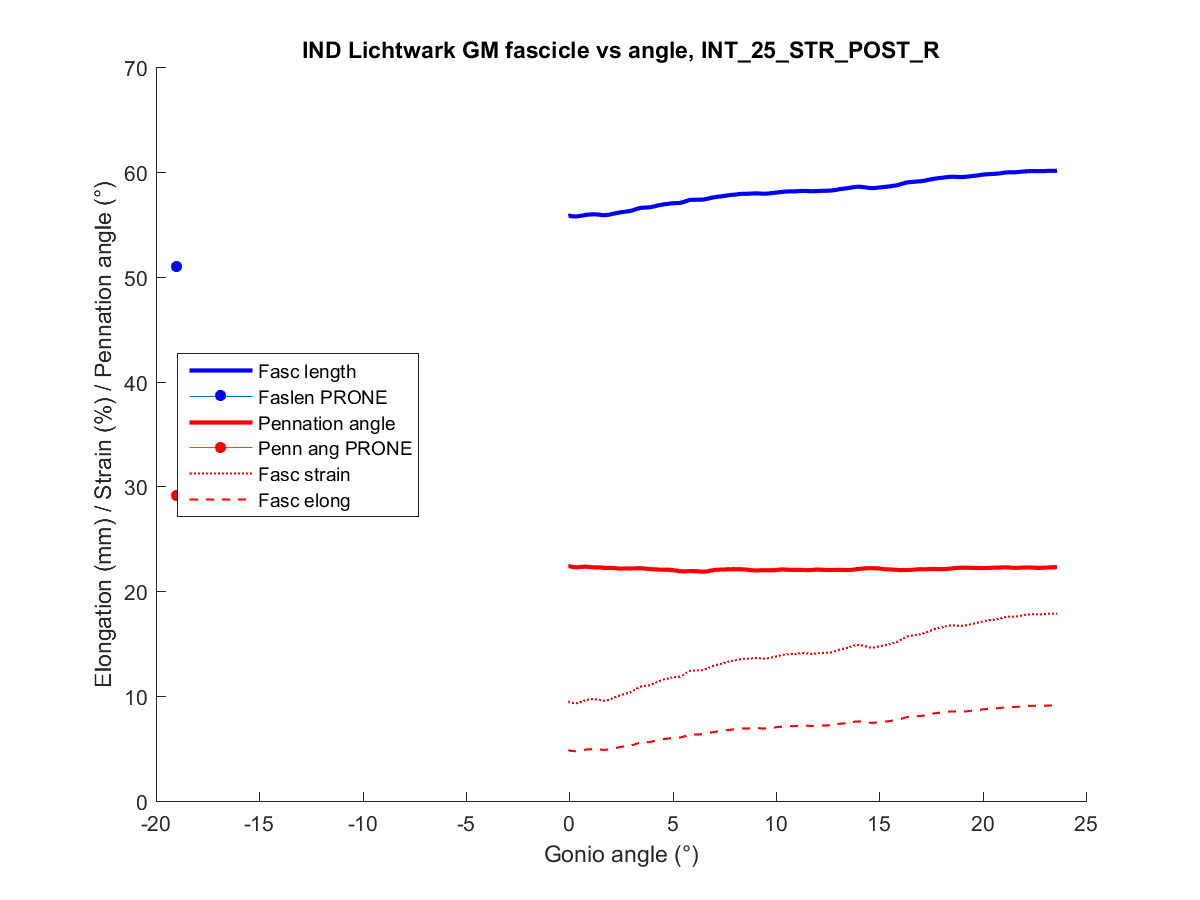 IND Lichtwark GM fascicle vs angle, INT_25_STR_POST_R
70
60
50
40
30
20
10
0
Elongation (mm) / Strain (%) / Pennation angle (°)
Fasc length
Faslen PRONE
Pennation angle
Penn ang PRONE
Fasc strain
Fasc elong
-20 -15 -10 -5 0 5 10 15 20 25
Gonio angle (°)